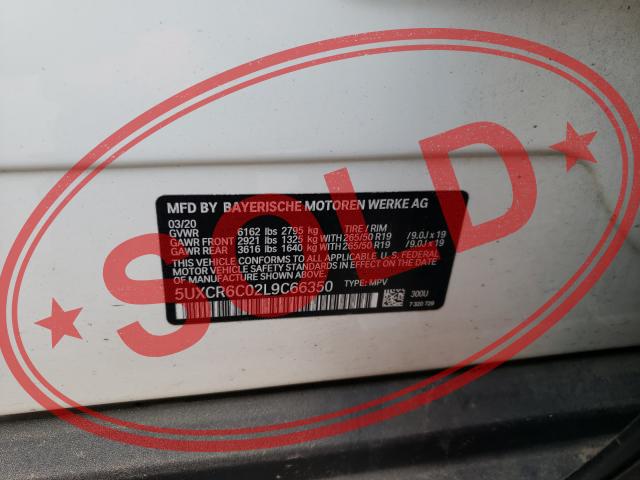 MFD BY BAYERISCHE MOTOREN WERKE AG
03/20
GVWR 6162 lbs 2795 kg TIRE / RIM
GAWR FRONT 2921 lbs 1325 kg WITH 265/50 R19 /9.0J x 19
GAWR REAR 3616 lbs 1640 kg WITH 265/50 R19 /9.0J x 19
THIS VEHICLE CONFORMS TO ALL APPLICABLE U. S. FEDERAL
MOTOR VEHICLE SAFETY STANDARDS IN EFFECT ON THE DATE OF
MANUFACTURE SHOWN ABOVE.
5UXCR6C02L9C66350 TYPE: MPV
300U
7 320 729
SOLD